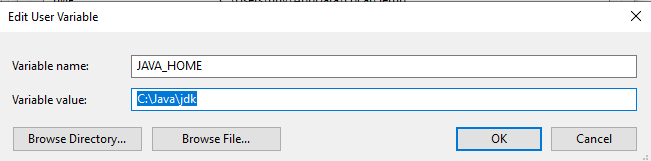 Edit User Variable
Variable name: JAVA_HOME
Variable value: C:\Java\jdk
Browse Directory... Browse File... OK Cancel